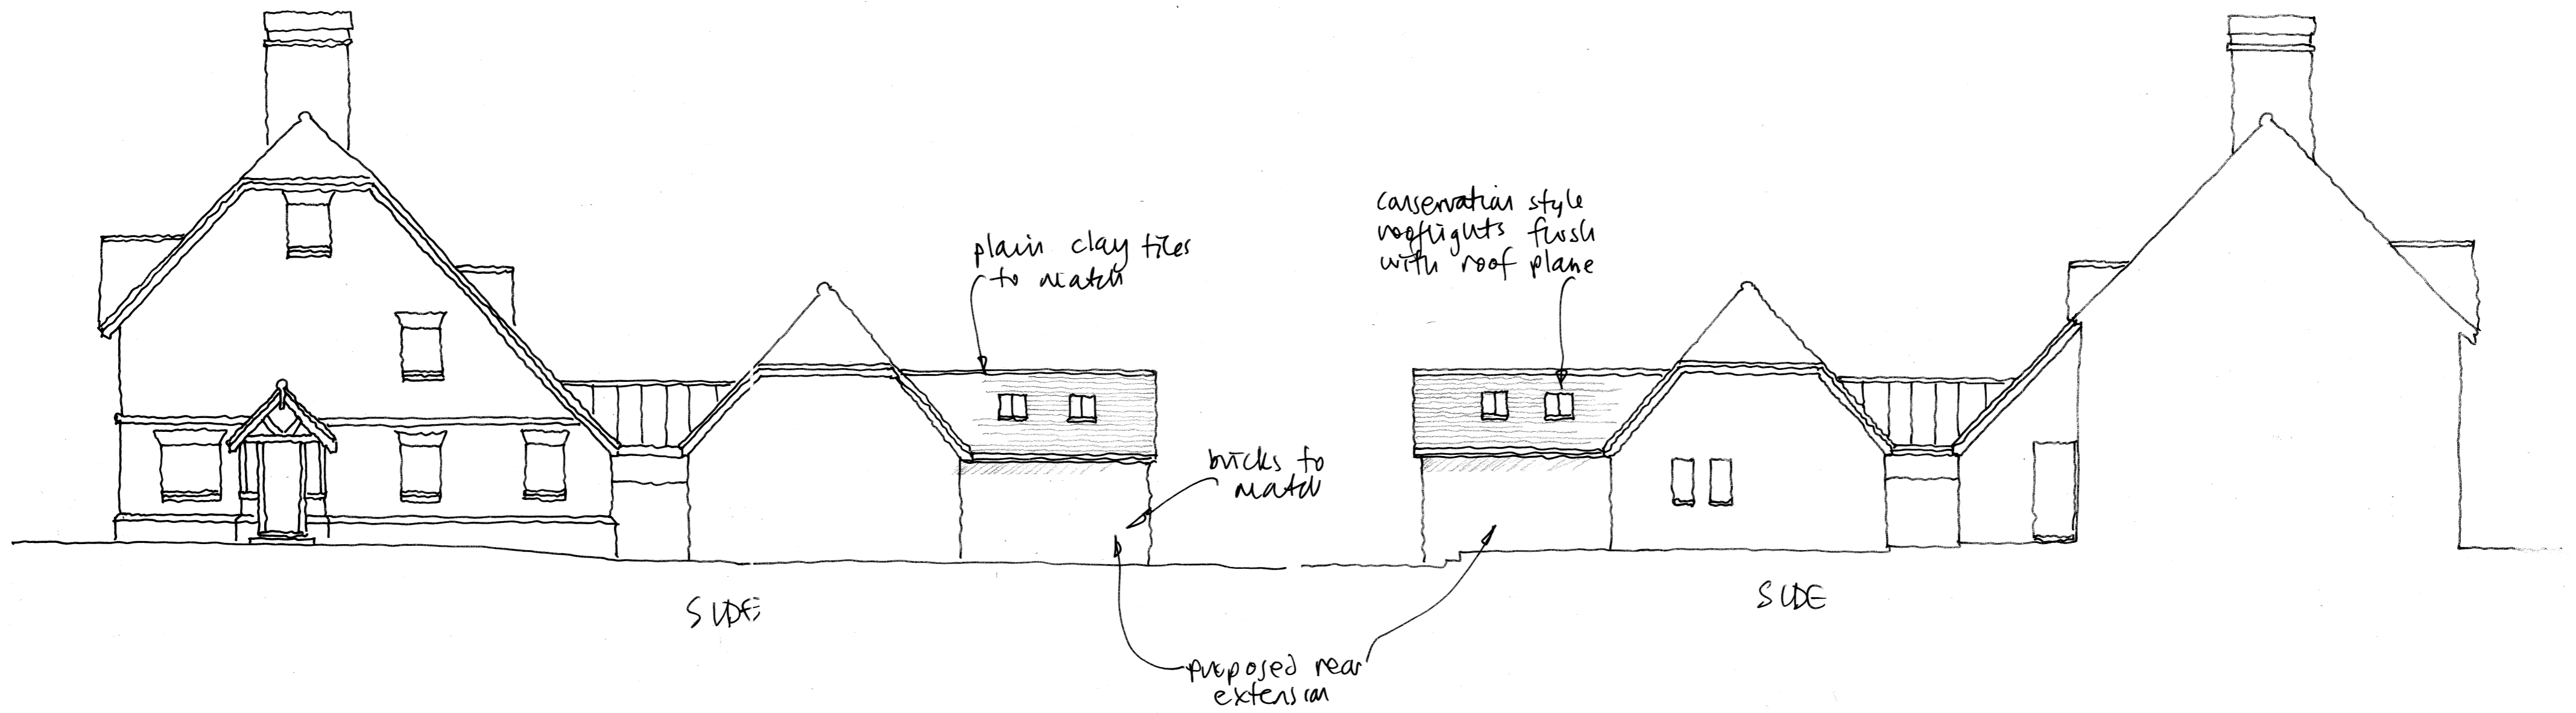 plain clay tiles
to match
conservation style
rooflights flush
with roof plane
bricks to
match
SIDE
SIDE
proposed rear
extension